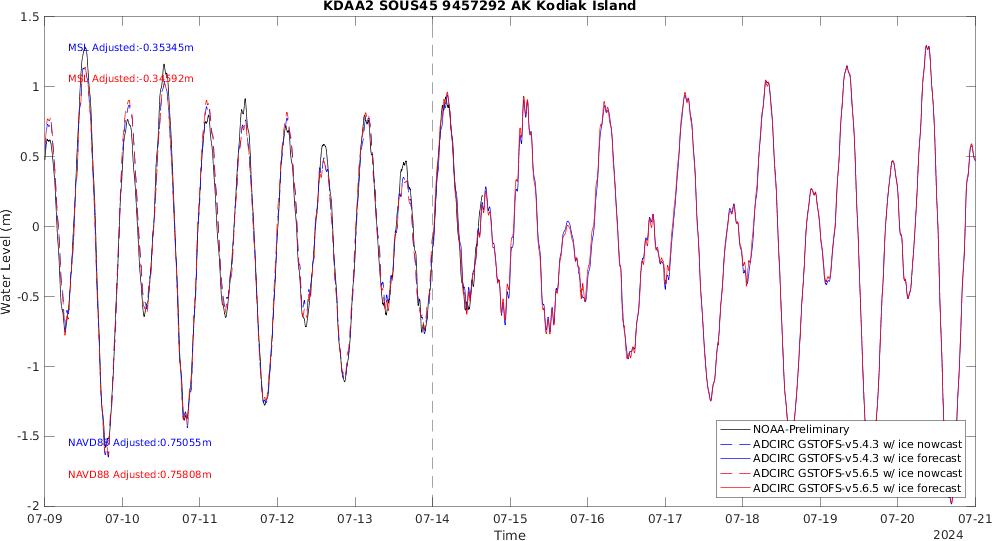 KDAA2 SOUS45 9457292 AK Kodiak Island
MSL Adjusted:-0.35345m
MSL Adjusted:-0.34592m
NAVD88 Adjusted:0.75055m
NAVD88 Adjusted:0.75808m
Water Level (m)
1.5
1
0.5
0
-0.5
-1
-1.5
-2
NOAA-Preliminary
ADCIRC GSTOFS-v5.4.3 w/ ice nowcast
ADCIRC GSTOFS-v5.4.3 w/ ice forecast
ADCIRC GSTOFS-v5.6.5 w/ ice nowcast
ADCIRC GSTOFS-v5.6.5 w/ ice forecast
07-09 07-10 07-11 07-12 07-13 07-14 07-15 07-16 07-17 07-18 07-19 07-20 07-21
Time
2024